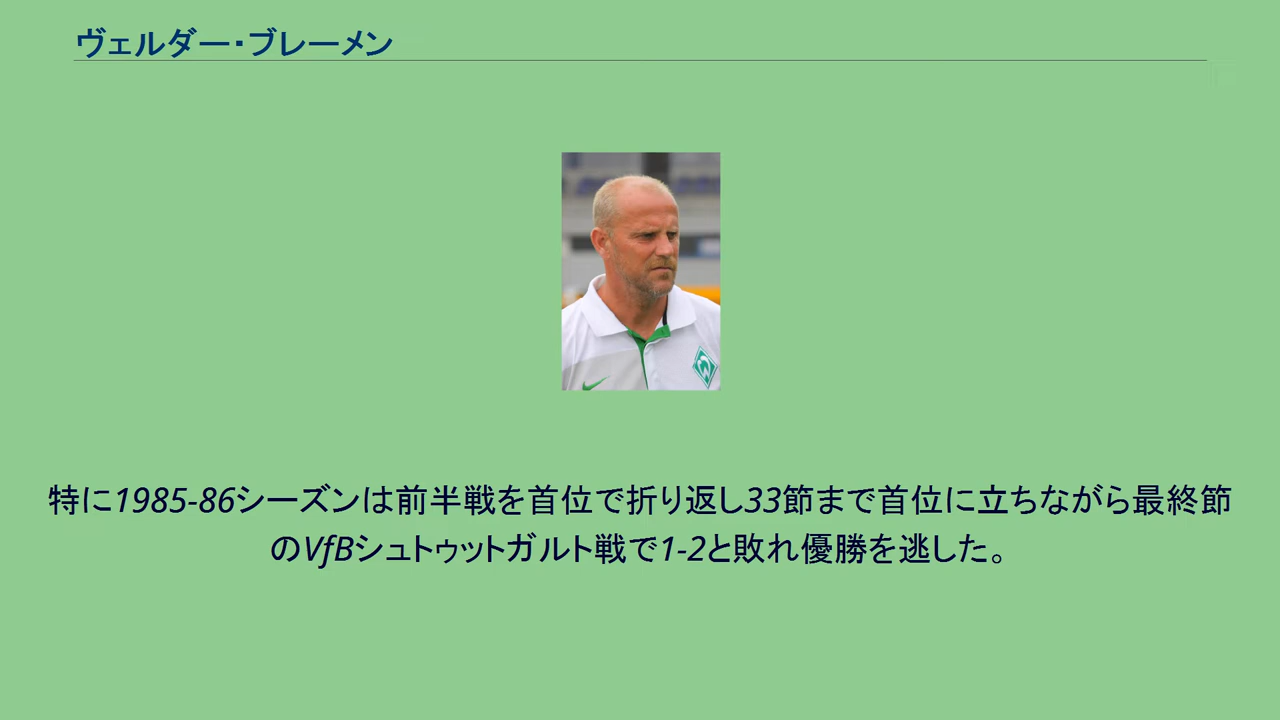 ヴェルダー・ブレーメン
特に1985-86シーズンは前半戦を首位で折り返し33節まで首位に立ちながら最終節
のVfBシュトゥットガルト戦で1-2と敗れ優勝を逃した。